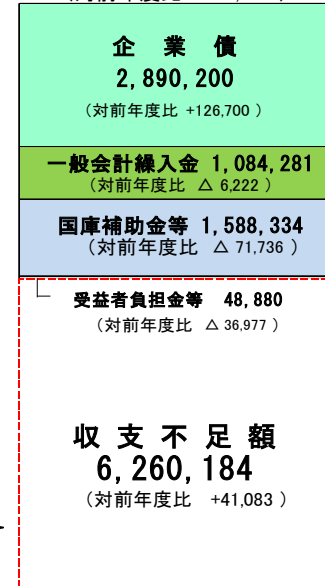 企業債
2,890,200
(対前年度比 +126,700 )
一般会計繰入金 1,084,281
(対前年度比 △ 6,222 )
国庫補助金等 1,588,334
(対前年度比 △ 71,736 )
受益者負担金等 48,880
(対前年度比 △ 36,977 )
収支不足額
6,260,184
(対前年度比 +41,083 )